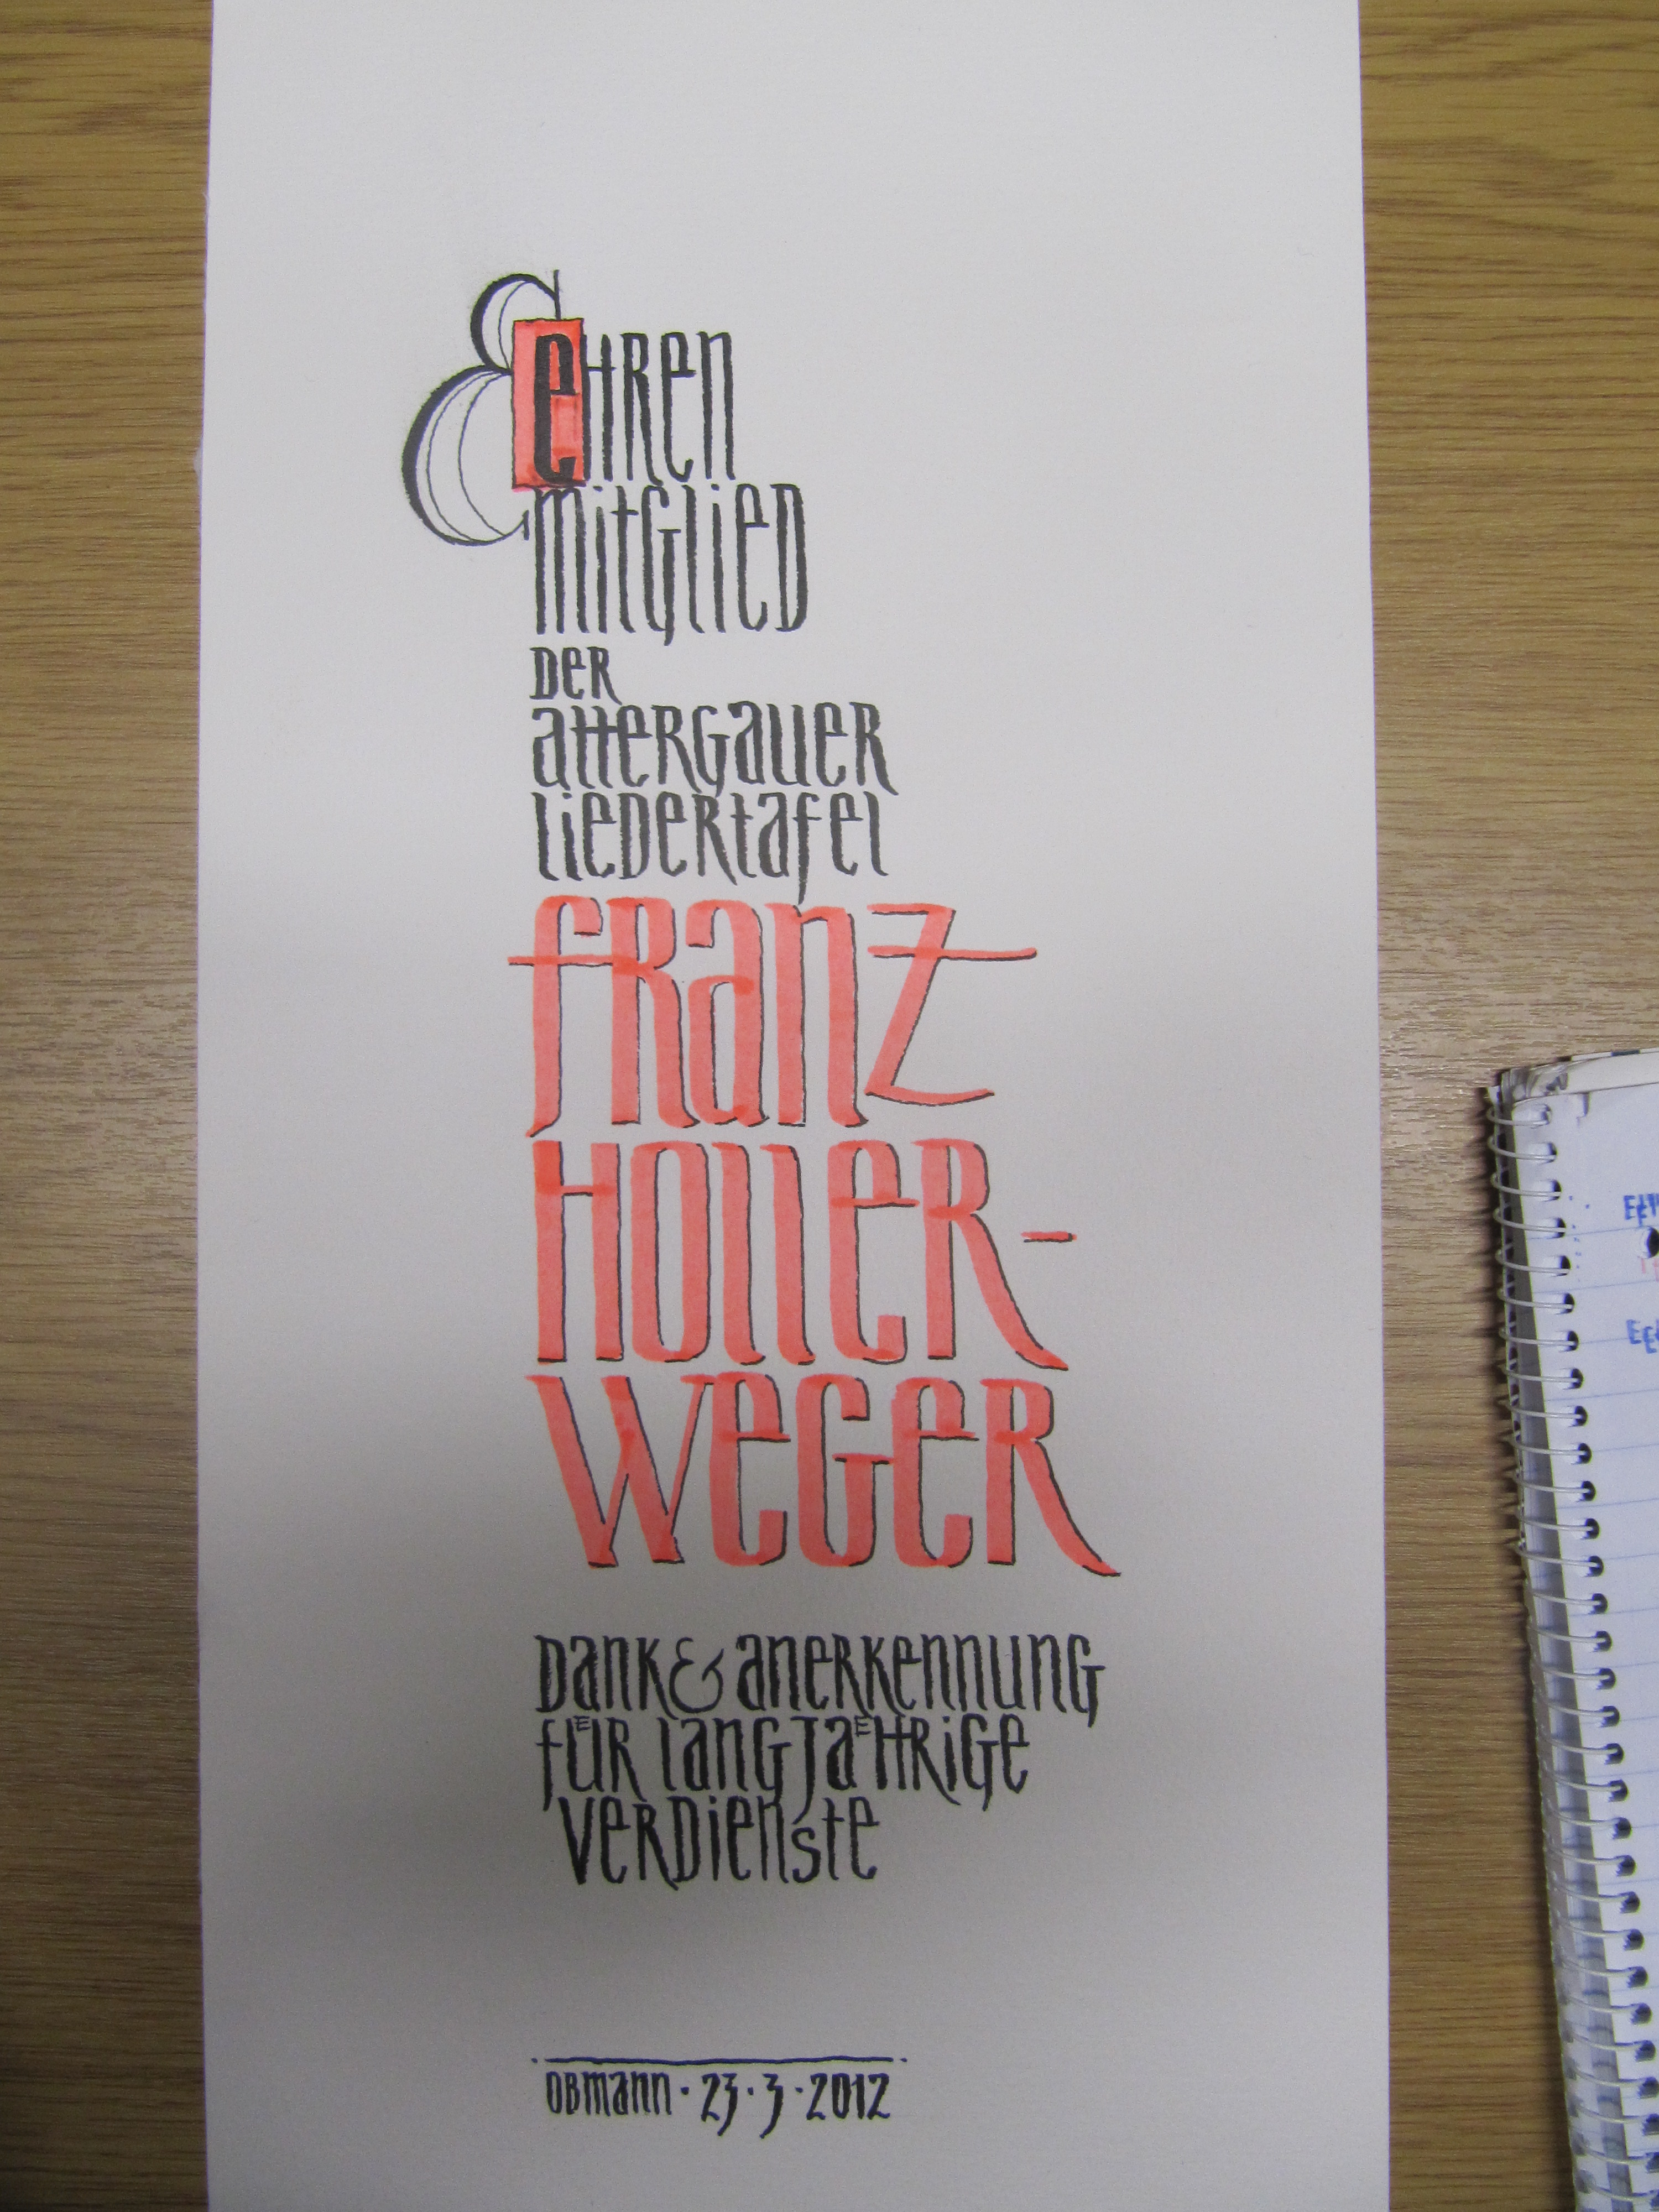 eHRen
mitGlieD
DeR
atteRGaueR
lieDeRtafel
fRanz
HolleR-
weGeR
Dank & aneRkennunG
füR lanGJäHRiGe
veRDienste
oBmann · 23 · 3 · 2012